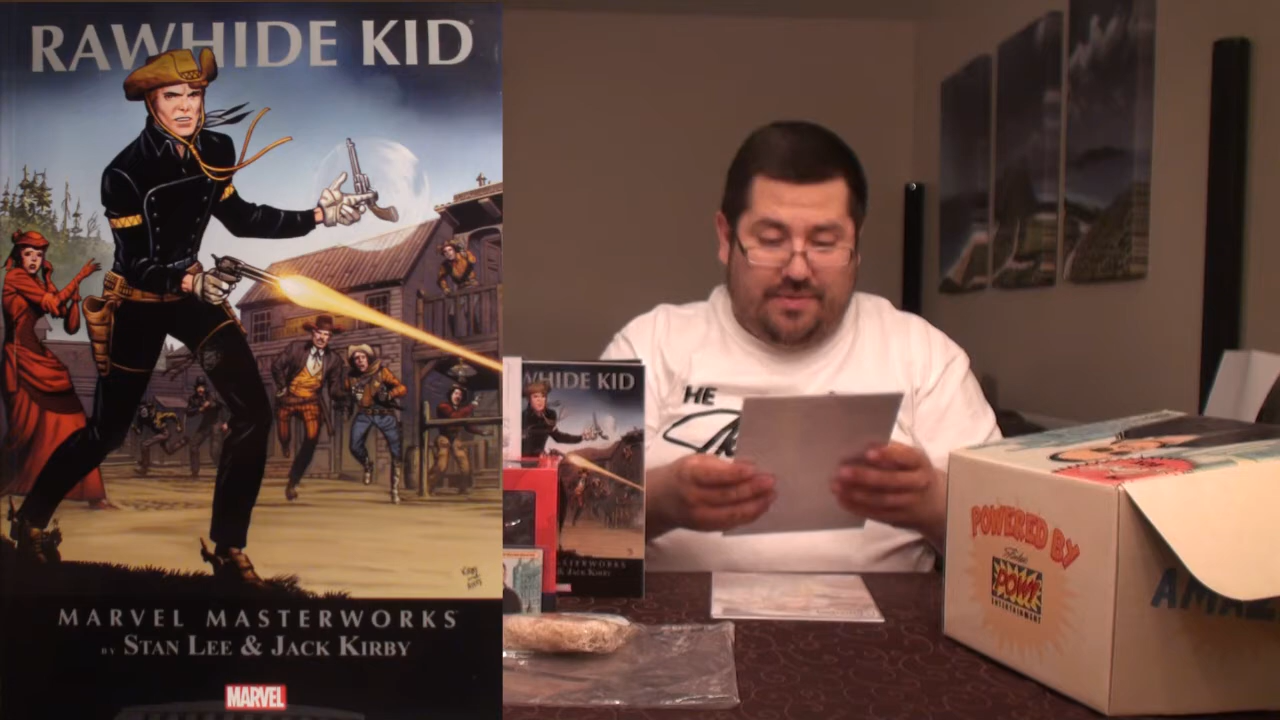 RAWHIDE KID
MARVEL MASTERWORKS
BY STAN LEE & JACK KIRBY
MARVEL
WHIDE KID
& JACK KIRBY
HE
POWERED BY
POW!
ENTERTAINMENT
AMAZ